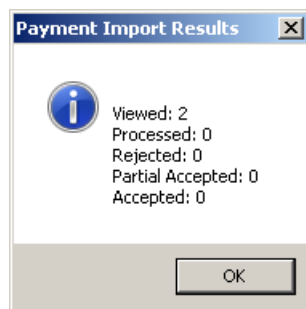 Payment Import Results
Viewed: 2
Processed: 0
Rejected: 0
Partial Accepted: 0
Accepted: 0
OK